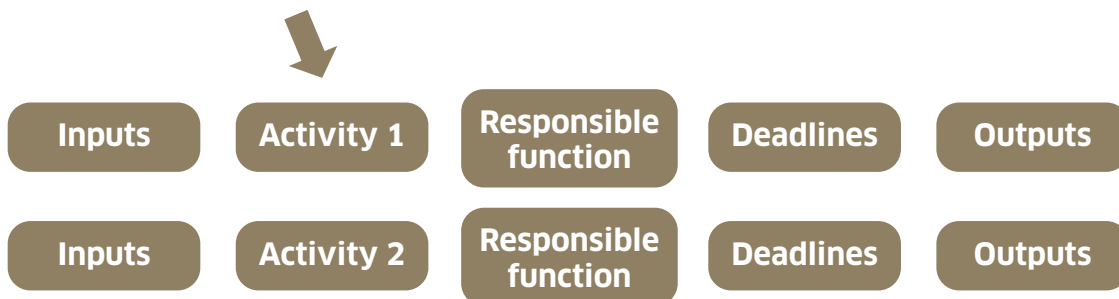 Inputs
Activity 1
Responsible
function
Deadlines
Outputs
Inputs
Activity 2
Responsible
function
Deadlines
Outputs